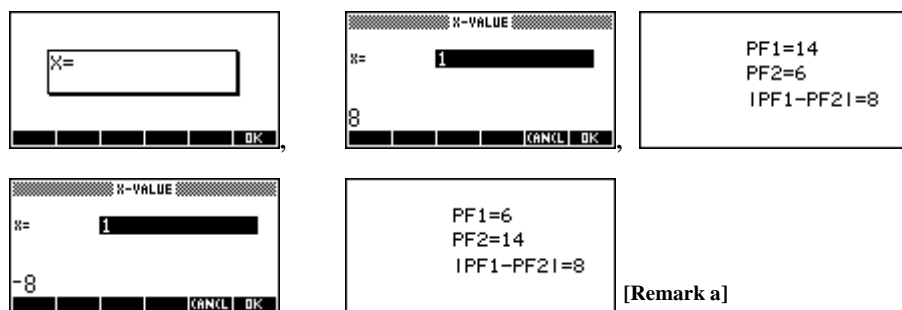 X=
OK ,
X-VALUE
X= 1
8
CANCL OK ,
PF1=14
PF2=6
|PF1-PF2|=8
X-VALUE
X= 1
-8
CANCL OK
PF1=6
PF2=14
|PF1-PF2|=8
[Remark a]